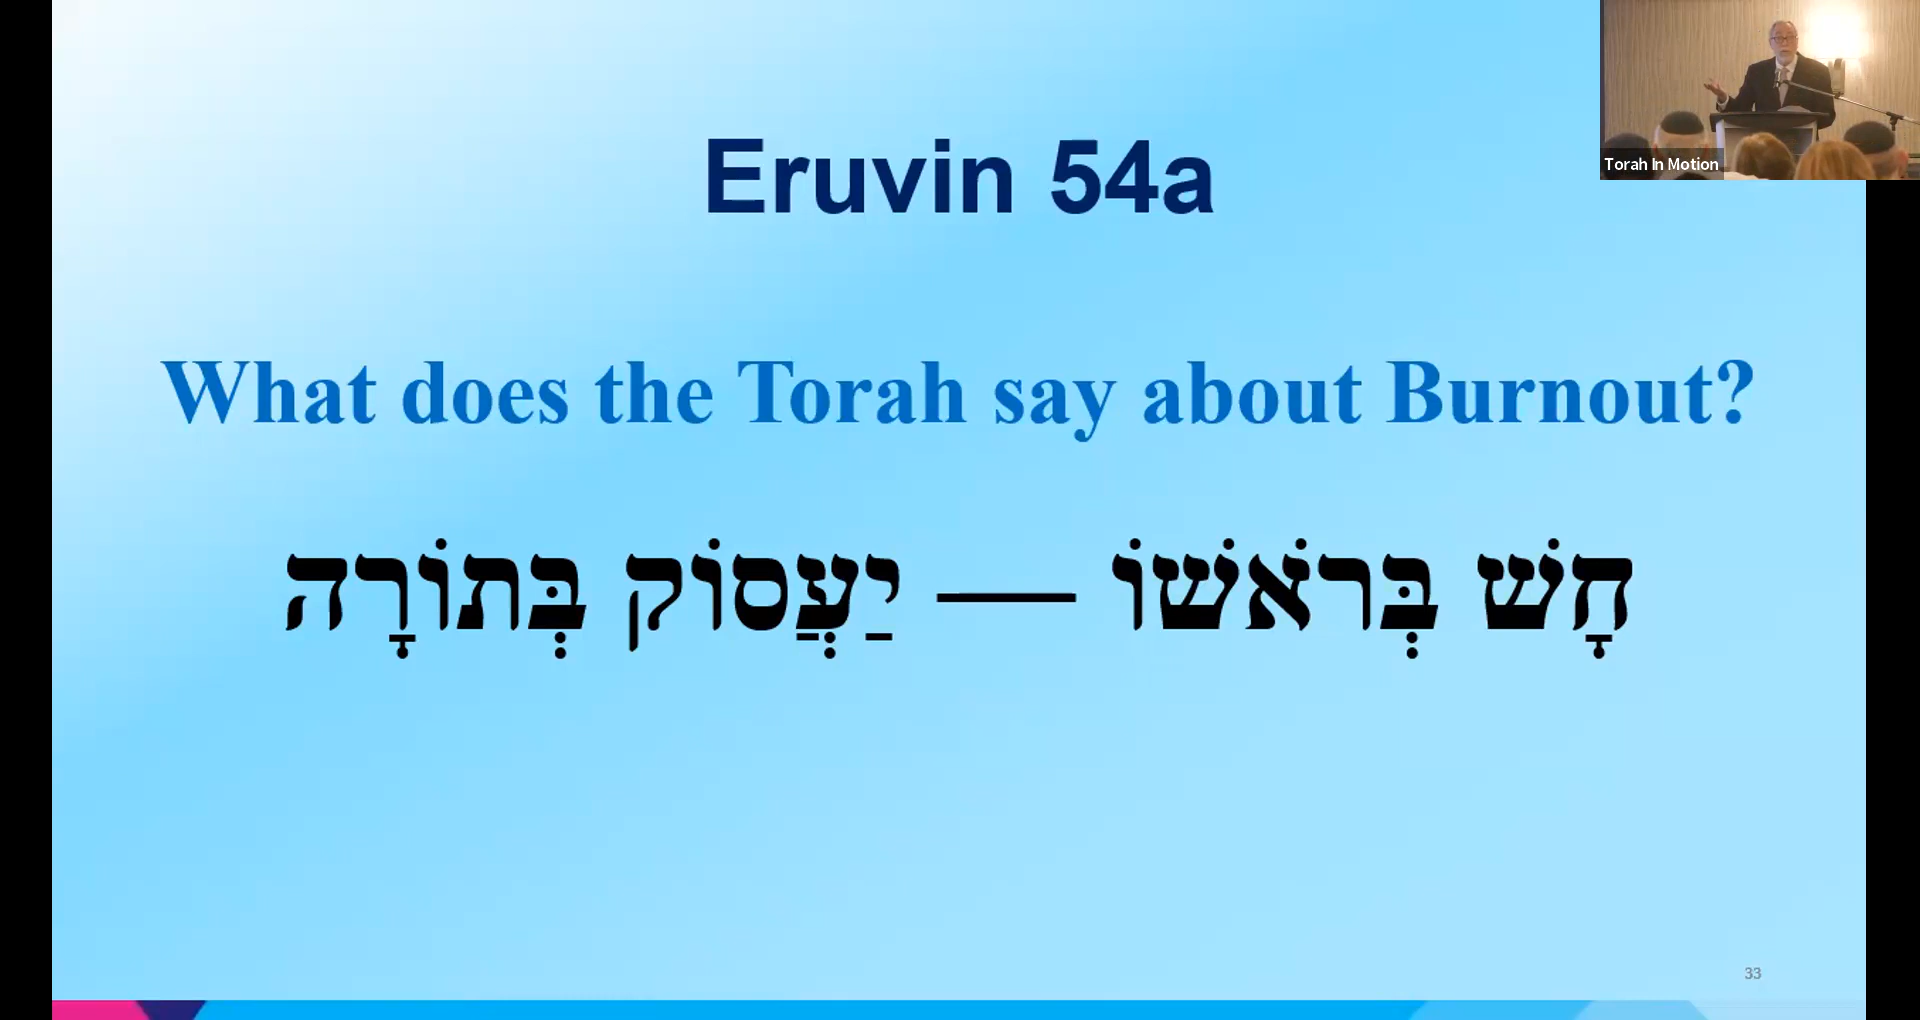 Torah In Motion
Eruvin 54a
What does the Torah say about Burnout?
חָשׁ בְּרֹאשׁוֹ — יַעֲסוֹק בְּתוֹרָה
33